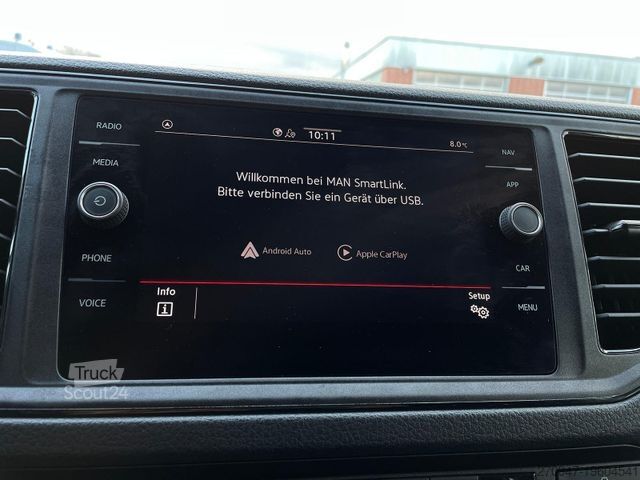 RADIO
10:11
8.0°C
NAV
MEDIA
Willkommen bei MAN SmartLink.
Bitte verbinden Sie ein Gerät über USB.
APP
PHONE
Android Auto
Apple CarPlay
CAR
VOICE
Info
Setup
MENU
Truck
Scout24